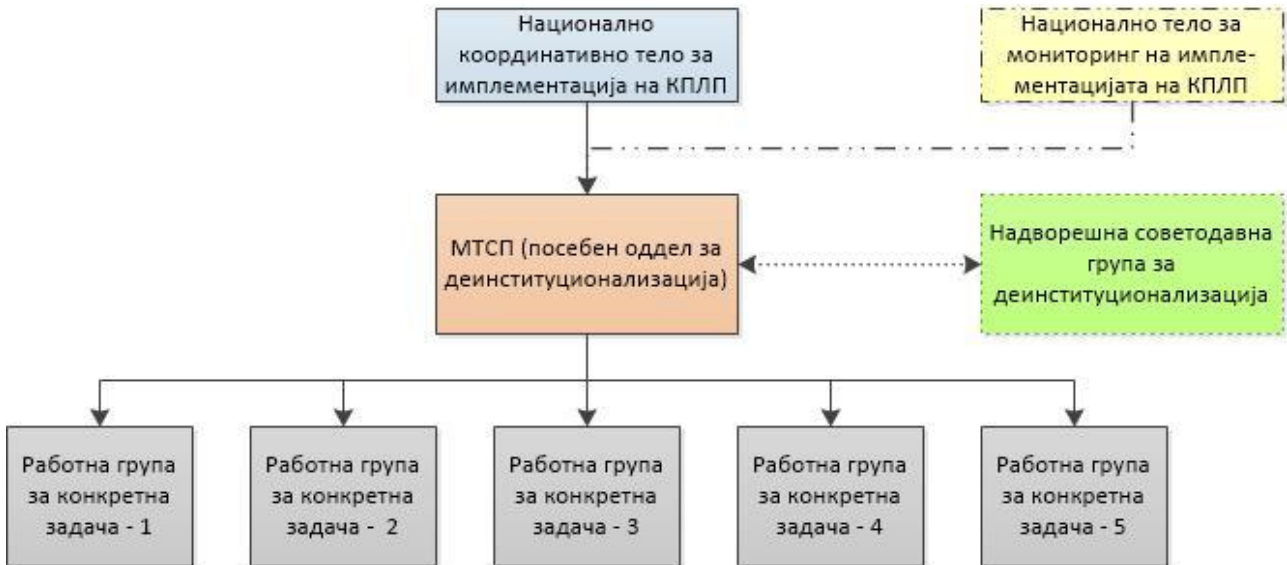 Национално
координативно тело за
имплементација на КПЛП
Национално тело за
мониторинг на импле-
ментацијата на КПЛП
МТСП (посебен оддел за
деинституционализација)
Надворешна советодавна
група за
деинституционализација
Работна група
за конкретна
задача - 1
Работна група
за конкретна
задача -  2
Работна група
за конкретна
задача - 3
Работна група
за конкретна
задача - 4
Работна група
за конкретна
задача - 5